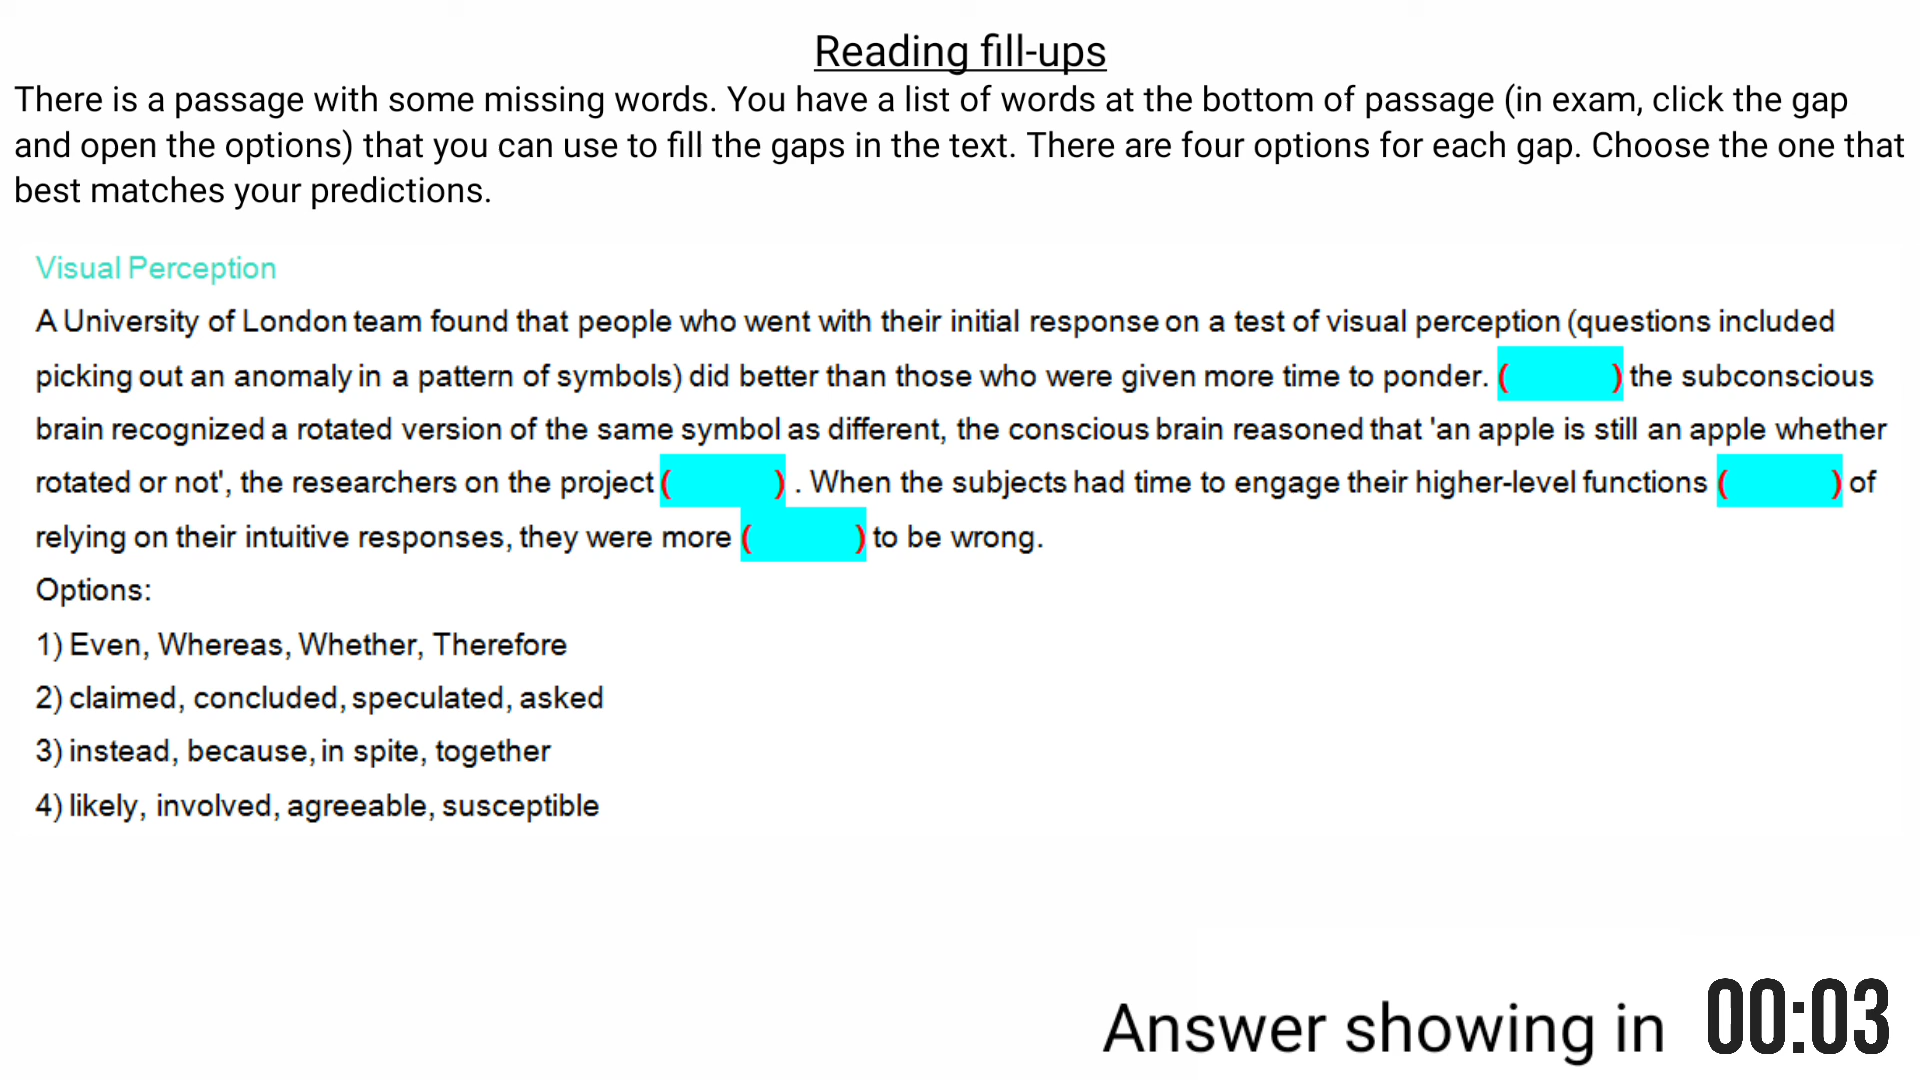 Reading fill-ups
There is a passage with some missing words. You have a list of words at the bottom of passage (in exam, click the gap
and open the options) that you can use to fill the gaps in the text. There are four options for each gap. Choose the one that
best matches your predictions.
Visual Perception
A University of London team found that people who went with their initial response on a test of visual perception (questions included
picking out an anomaly in a pattern of symbols) did better than those who were given more time to ponder. (          ) the subconscious
brain recognized a rotated version of the same symbol as different, the conscious brain reasoned that 'an apple is still an apple whether
rotated or not', the researchers on the project (          ) . When the subjects had time to engage their higher-level functions (          ) of
relying on their intuitive responses, they were more (          ) to be wrong.
Options:
1) Even, Whereas, Whether, Therefore
2) claimed, concluded, speculated, asked
3) instead, because, in spite, together
4) likely, involved, agreeable, susceptible
Answer showing in 00:03